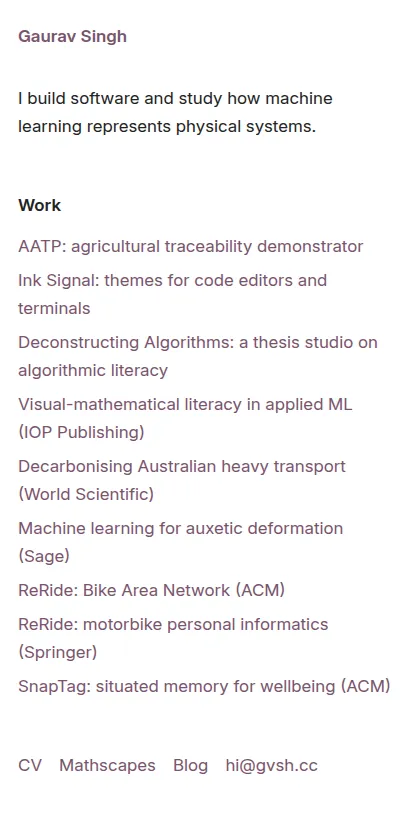 Gaurav Singh
I build software and study how machine
learning represents physical systems.
Work
AATP: agricultural traceability demonstrator
Ink Signal: themes for code editors and
terminals
Deconstructing Algorithms: a thesis studio on
algorithmic literacy
Visual-mathematical literacy in applied ML
(IOP Publishing)
Decarbonising Australian heavy transport
(World Scientific)
Machine learning for auxetic deformation
(Sage)
ReRide: Bike Area Network (ACM)
ReRide: motorbike personal informatics
(Springer)
SnapTag: situated memory for wellbeing (ACM)
CV Mathscapes Blog hi@gvsh.cc